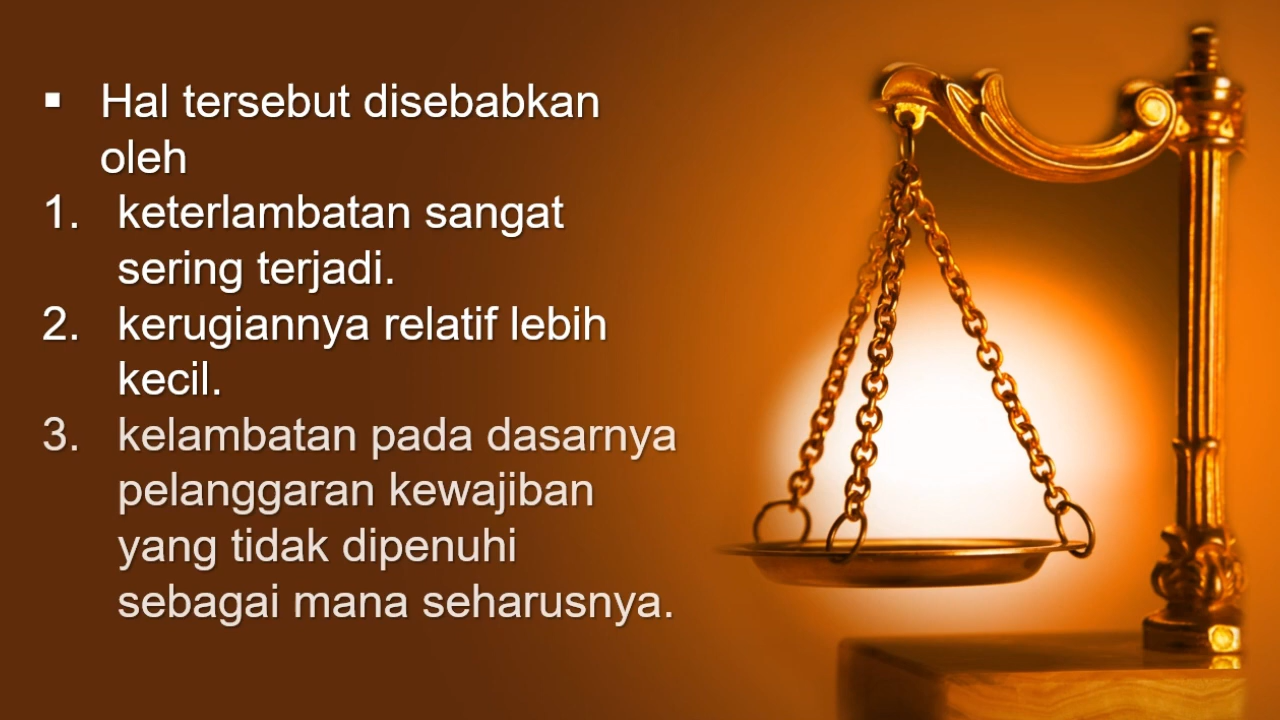 ▪ Hal tersebut disebabkan
oleh
1. keterlambatan sangat
sering terjadi.
2. kerugiannya relatif lebih
kecil.
3. kelambatan pada dasarnya
pelanggaran kewajiban
yang tidak dipenuhi
sebagai mana seharusnya.